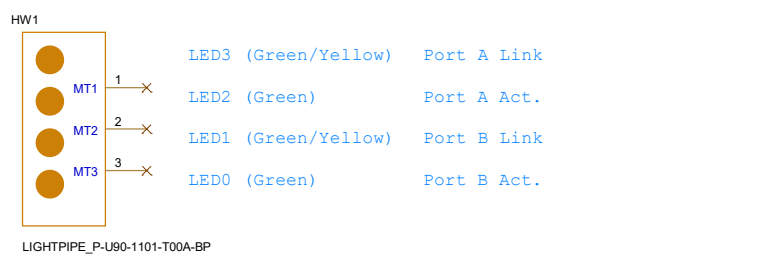 HW1
LED3 (Green/Yellow) Port A Link
MT1 1
LED2 (Green) Port A Act.
MT2 2
LED1 (Green/Yellow) Port B Link
MT3 3
LED0 (Green) Port B Act.
LIGHTPIPE_P-U90-1101-T00A-BP